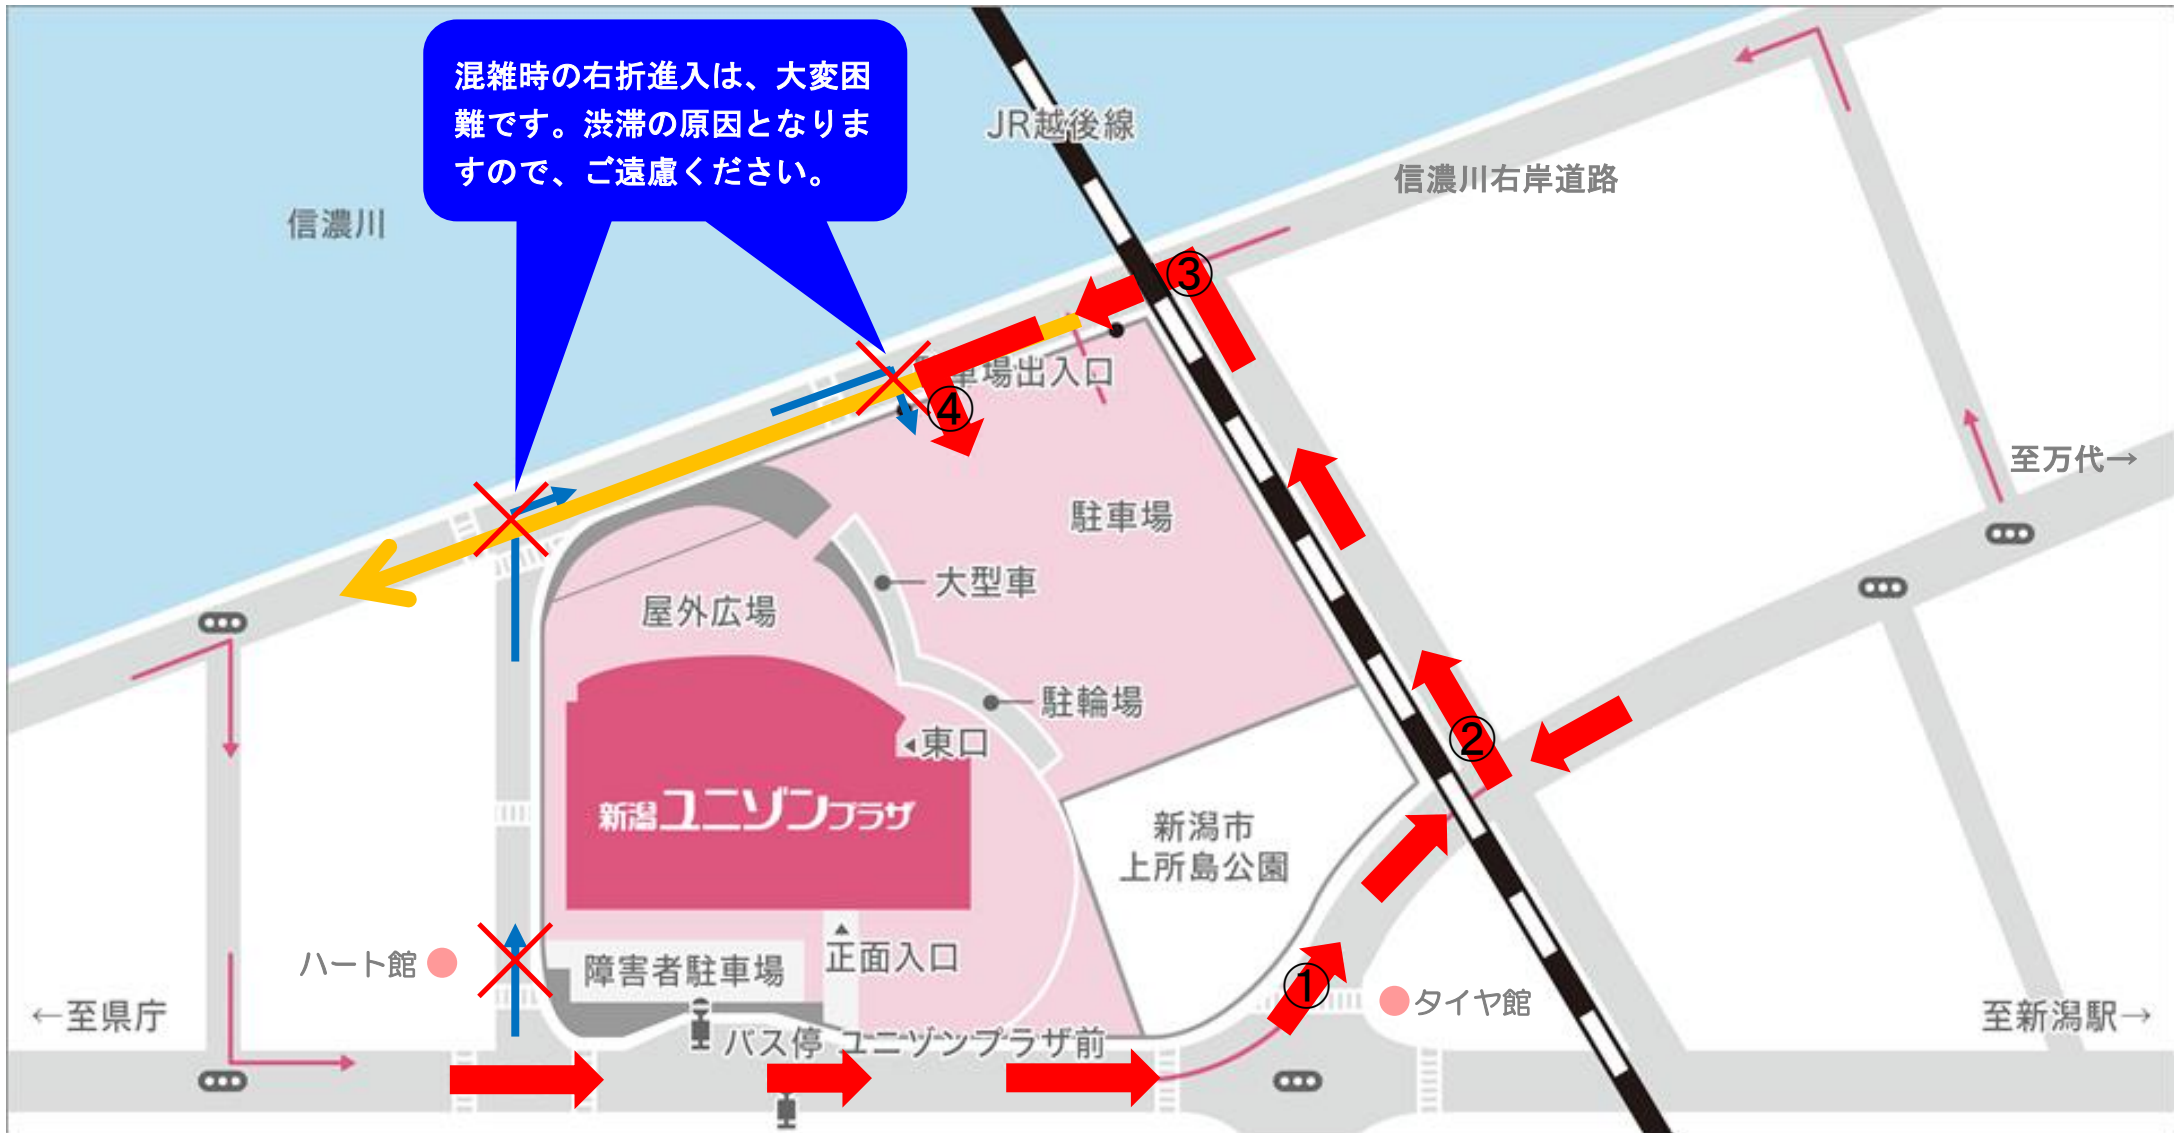 混雑時の右折進入は、大変困
難です。渋滞の原因となりま
すので、ご遠慮ください。
JR越後線
信濃川右岸道路
信濃川
③
車場出入口
④
至万代→
駐車場
大型車
屋外広場
駐輪場
東口
②
新潟ユニゾンプラザ
新潟市
上所島公園
ハート館
障害者駐車場
正面入口
①
タイヤ館
←至県庁
至新潟駅→
バス停 ユニゾンプラザ前